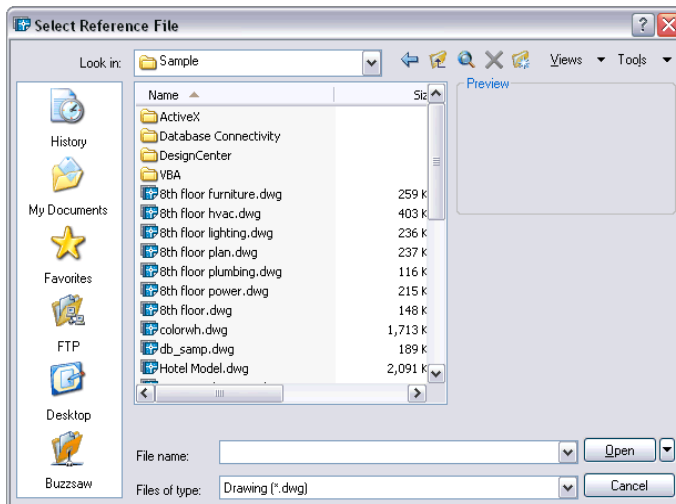 Select Reference File
Look in: Sample Views Tools
Name Siz Preview
ActiveX
Database Connectivity
DesignCenter
VBA
8th floor furniture.dwg 259 K
8th floor hvac.dwg 403 K
8th floor lighting.dwg 236 K
8th floor plan.dwg 237 K
8th floor plumbing.dwg 116 K
8th floor power.dwg 215 K
8th floor.dwg 148 K
colorwh.dwg 1,713 K
db_samp.dwg 189 K
Hotel Model.dwg 2,091 K
History
My Documents
Favorites
FTP
Desktop
Buzzsaw
File name: Open
Files of type: Drawing (*.dwg) Cancel